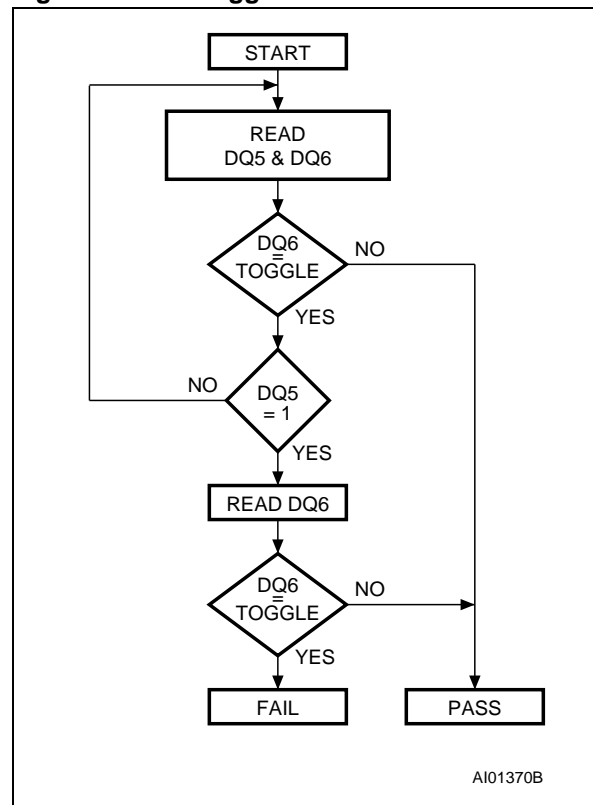 START
READ
DQ5 & DQ6
DQ6
=
TOGGLE
NO
YES
NO
DQ5
= 1
YES
READ DQ6
DQ6
=
TOGGLE
NO
YES
FAIL
PASS
AI01370B